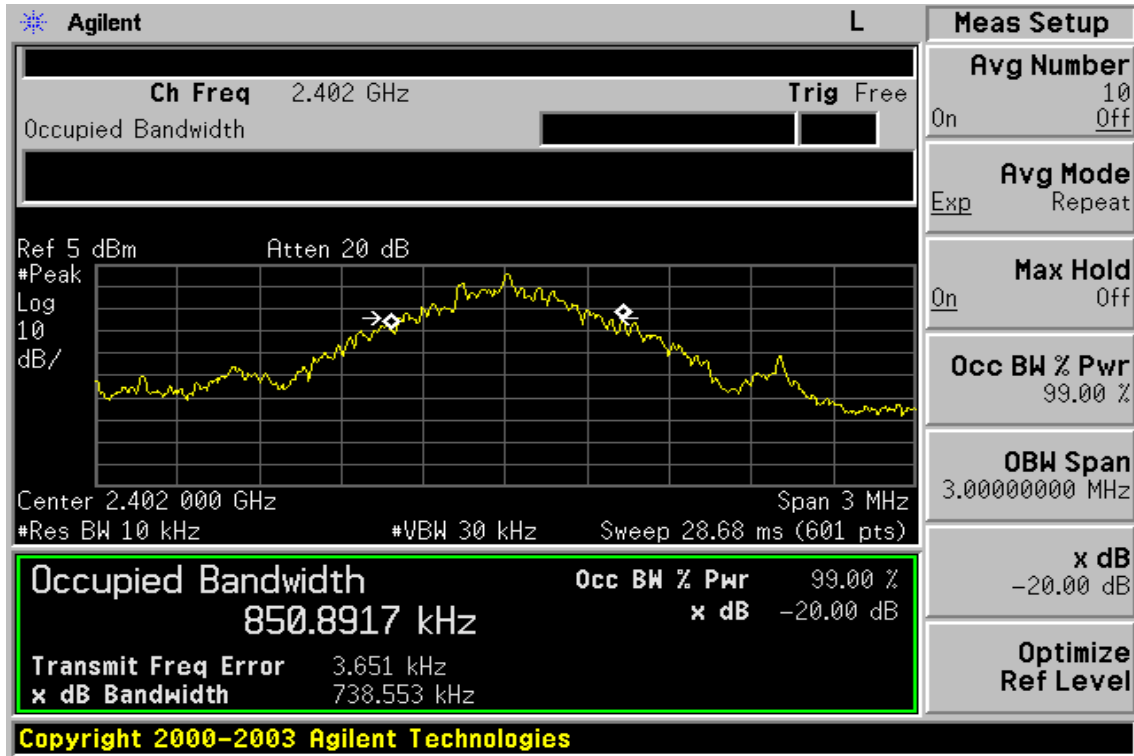 Agilent L
Meas Setup
Ch Freq 2.402 GHz Trig Free
Occupied Bandwidth
Avg Number
10
On Off
Avg Mode
Exp Repeat
Max Hold
On Off
Occ BW % Pwr
99.00 %
OBW Span
3.00000000 MHz
x dB
-20.00 dB
Optimize
Ref Level
Ref 5 dBm Atten 20 dB
#Peak
Log
10
dB/
Center 2.402 000 GHz Span 3 MHz
#Res BW 10 kHz #VBW 30 kHz Sweep 28.68 ms (601 pts)
Occupied Bandwidth
850.8917 kHz
Occ BW % Pwr 99.00 %
x dB -20.00 dB
Transmit Freq Error 3.651 kHz
x dB Bandwidth 738.553 kHz
Copyright 2000-2003 Agilent Technologies